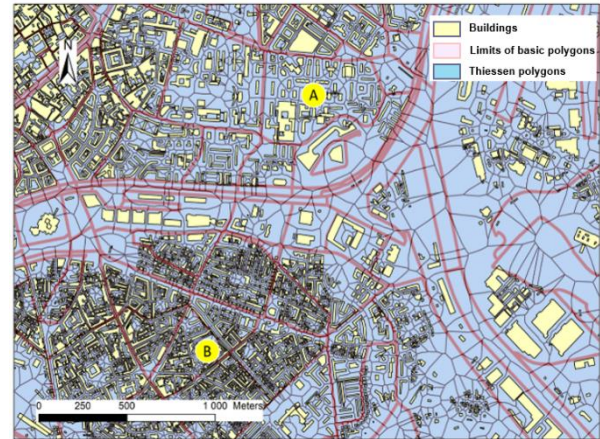 Buildings
Limits of basic polygons
Thiessen polygons
N
A
B
0 250 500 1 000 Meters